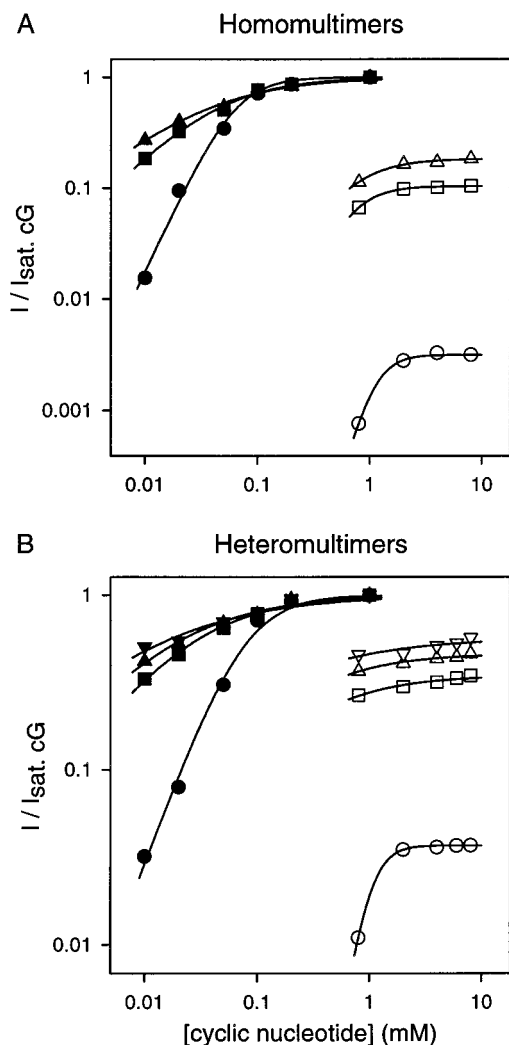 A Homomultimers
1
0.1
0.01
0.001
I / Isat. cG
0.01 0.1 1 10
B Heteromultimers
1
0.1
0.01
I / Isat. cG
0.01 0.1 1 10
[cyclic nucleotide] (mM)